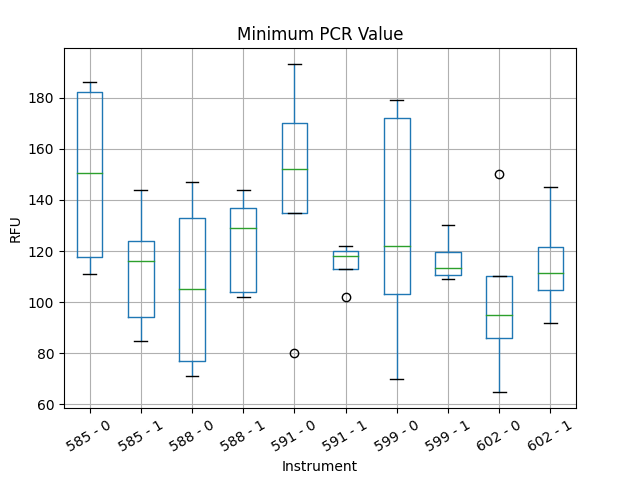 Minimum PCR Value
180
160
140
120
100
80
60
RFU
585 - 0
585 - 1
588 - 0
588 - 1
591 - 0
591 - 1
599 - 0
599 - 1
602 - 0
602 - 1
Instrument